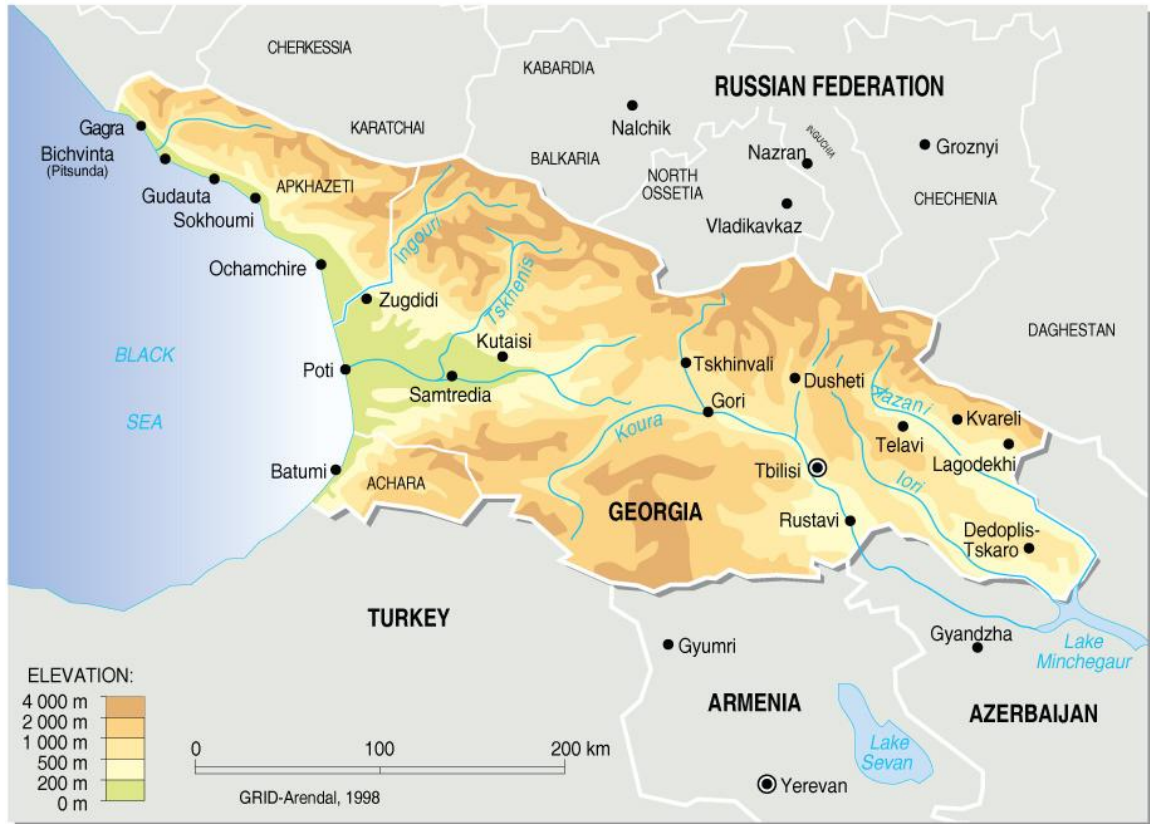 CHERKESSIA
KABARDIA
RUSSIAN FEDERATION
Gagra
KARATCHAI
Nalchik
INGUCHIA
Groznyi
Bichvinta
(Pitsunda)
BALKARIA
Nazran
NORTH
OSSETIA
CHECHENIA
Gudauta
APKHAZETI
Sokhoumi
Vladikavkaz
Ingouri
Ochamchire
Tskhenis
Zugdidi
DAGHESTAN
BLACK
SEA
Kutaisi
Poti
Samtredia
Tskhinvali
Dusheti
Gori
Koura
Kazani
Kvareli
Telavi
Lagodekhi
Batumi
ACHARA
Tbilisi
Iori
GEORGIA
Rustavi
Dedoplis-
Tskaro
TURKEY
Gyumri
Gyandzha
Lake
Minchegaur
ARMENIA
AZERBAIJAN
Lake
Sevan
Yerevan
ELEVATION:
4 000 m
2 000 m
1 000 m
500 m
200 m
0 m
0 100 200 km
GRID-Arendal, 1998